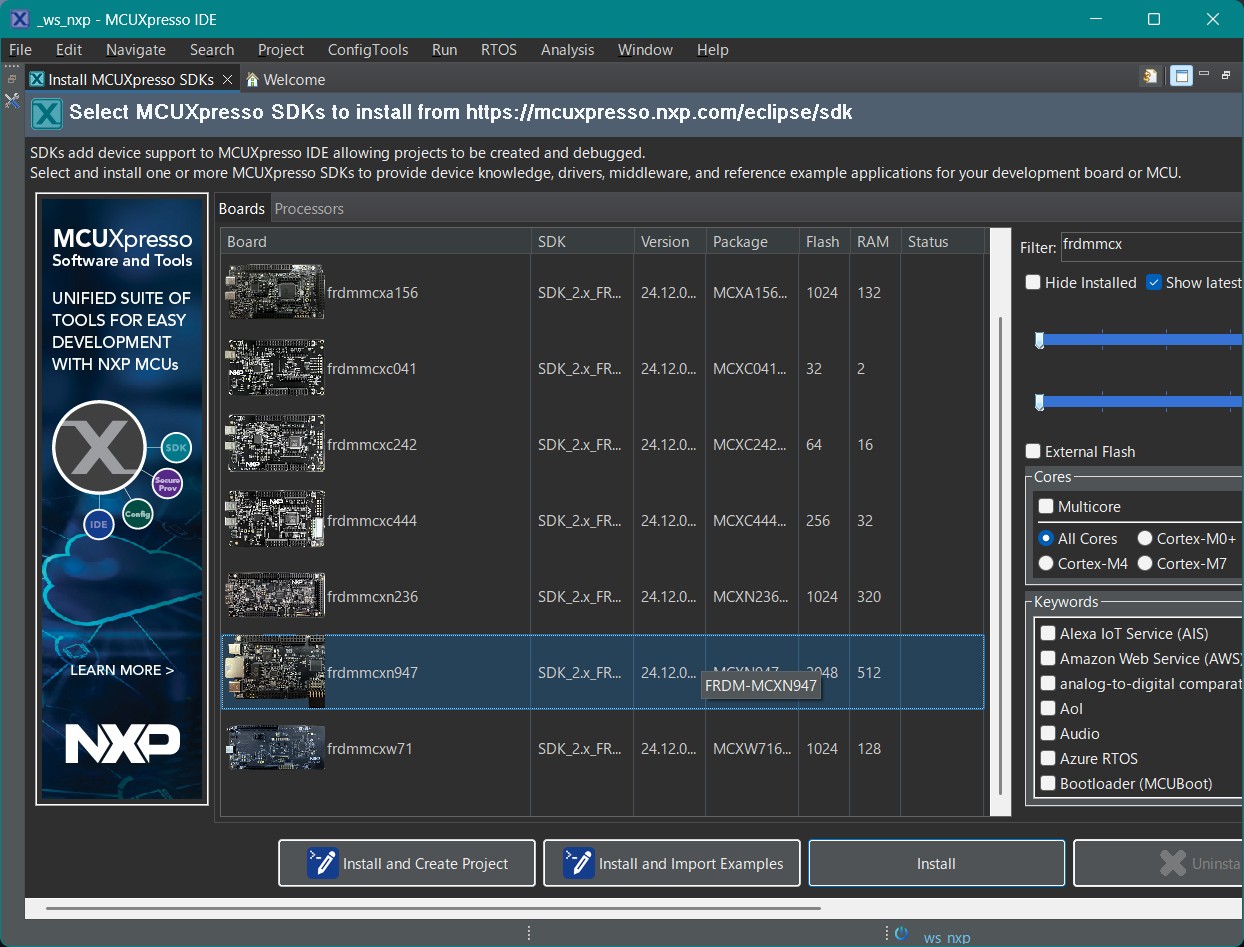 _ws_nxp - MCUXpresso IDE
File Edit Navigate Search Project ConfigTools Run RTOS Analysis Window Help
Install MCUXpresso SDKs Welcome
Select MCUXpresso SDKs to install from https://mcuxpresso.nxp.com/eclipse/sdk
SDKs add device support to MCUXpresso IDE allowing projects to be created and debugged.
Select and install one or more MCUXpresso SDKs to provide device knowledge, drivers, middleware, and reference example applications for your development board or MCU.
MCUXpresso
Software and Tools
UNIFIED SUITE OF
TOOLS FOR EASY
DEVELOPMENT
WITH NXP MCUs
X
SDK
Secure
Prov
Config
IDE
LEARN MORE >
NXP
Boards Processors
Board SDK Version Package Flash RAM Status
frdmmcxa156 SDK_2.x_FR... 24.12.0... MCXA156... 1024 132
frdmmcxc041 SDK_2.x_FR... 24.12.0... MCXC041... 32 2
frdmmcxc242 SDK_2.x_FR... 24.12.0... MCXC242... 64 16
frdmmcxc444 SDK_2.x_FR... 24.12.0... MCXC444... 256 32
frdmmcxn236 SDK_2.x_FR... 24.12.0... MCXN236... 1024 320
frdmmcxn947 SDK_2.x_FR... 24.12.0... MCXN947... 2048 512
FRDM-MCXN947
frdmmcxw71 SDK_2.x_FR... 24.12.0... MCXW716... 1024 128
Filter: frdmmcx
Hide Installed Show latest
External Flash
Cores
Multicore
All Cores Cortex-M0+
Cortex-M4 Cortex-M7
Keywords
Alexa IoT Service (AIS)
Amazon Web Service (AWS)
analog-to-digital comparat
AoI
Audio
Azure RTOS
Bootloader (MCUBoot)
Install and Create Project Install and Import Examples Install Uninsta
_ws_nxp